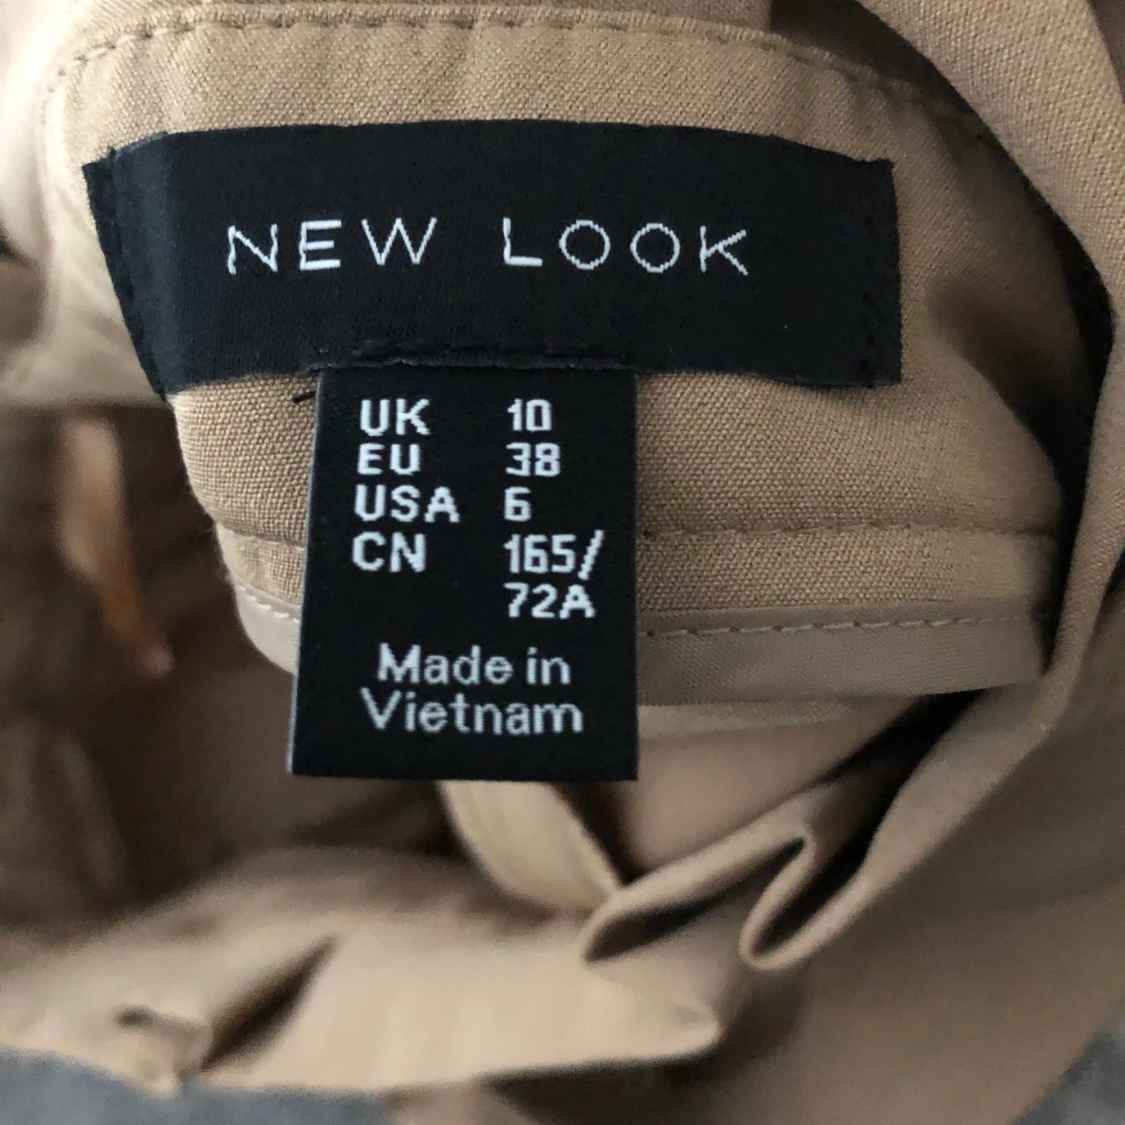 NEW LOOK
UK 10
EU 38
USA 6
CN 165/
72A
Made in
Vietnam